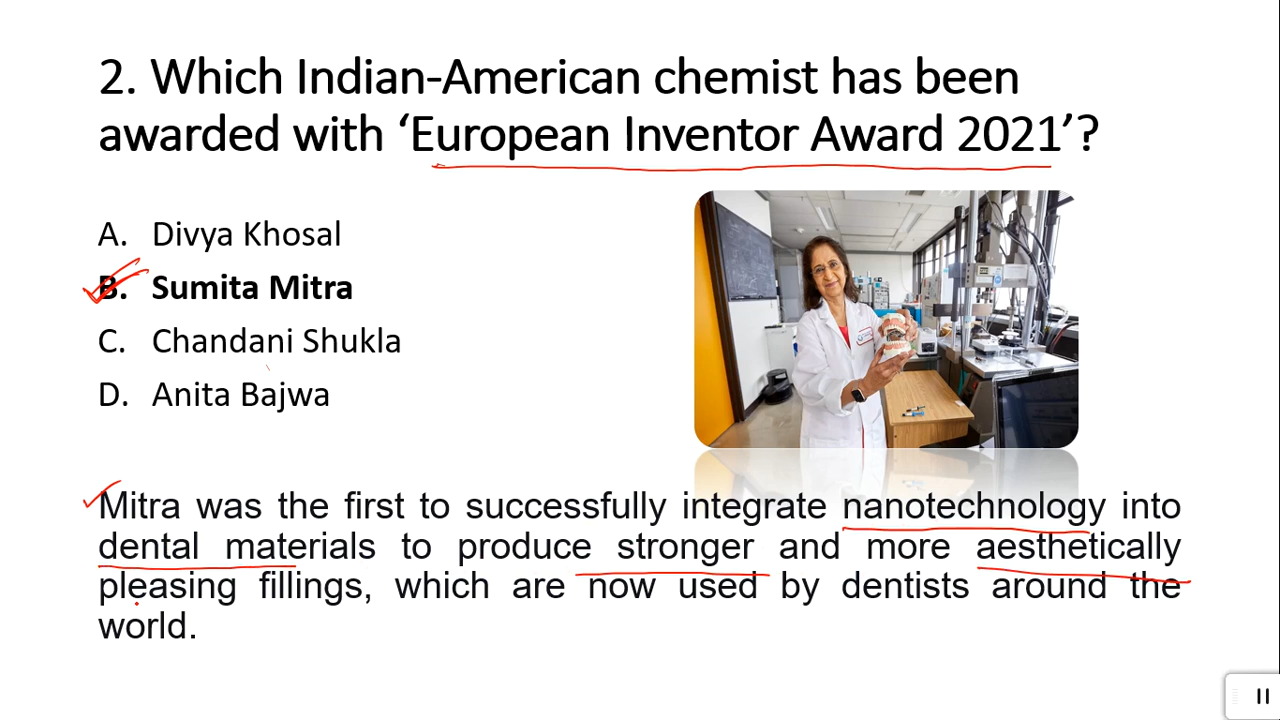 2. Which Indian-American chemist has been
awarded with ‘European Inventor Award 2021’?
A. Divya Khosal
B. Sumita Mitra
C. Chandani Shukla
D. Anita Bajwa
Mitra was the first to successfully integrate nanotechnology into
dental materials to produce stronger and more aesthetically
pleasing fillings, which are now used by dentists around the
world.